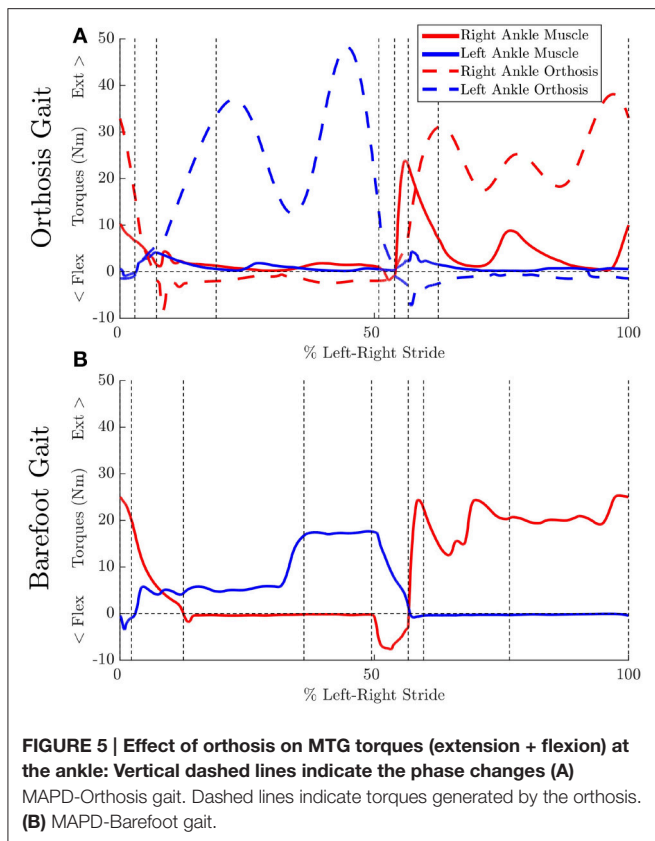 A
Orthosis Gait
Torques (Nm)
< Flex
Ext >
50
40
30
20
10
0
-10
Right Ankle Muscle
Left Ankle Muscle
Right Ankle Orthosis
Left Ankle Orthosis
0
50
100
% Left-Right Stride
B
Barefoot Gait
Torques (Nm)
< Flex
Ext >
50
40
30
20
10
0
-10
0
50
100
% Left-Right Stride
FIGURE 5 | Effect of orthosis on MTG torques (extension + flexion) at
the ankle: Vertical dashed lines indicate the phase changes (A)
MAPD-Orthosis gait. Dashed lines indicate torques generated by the orthosis.
(B) MAPD-Barefoot gait.